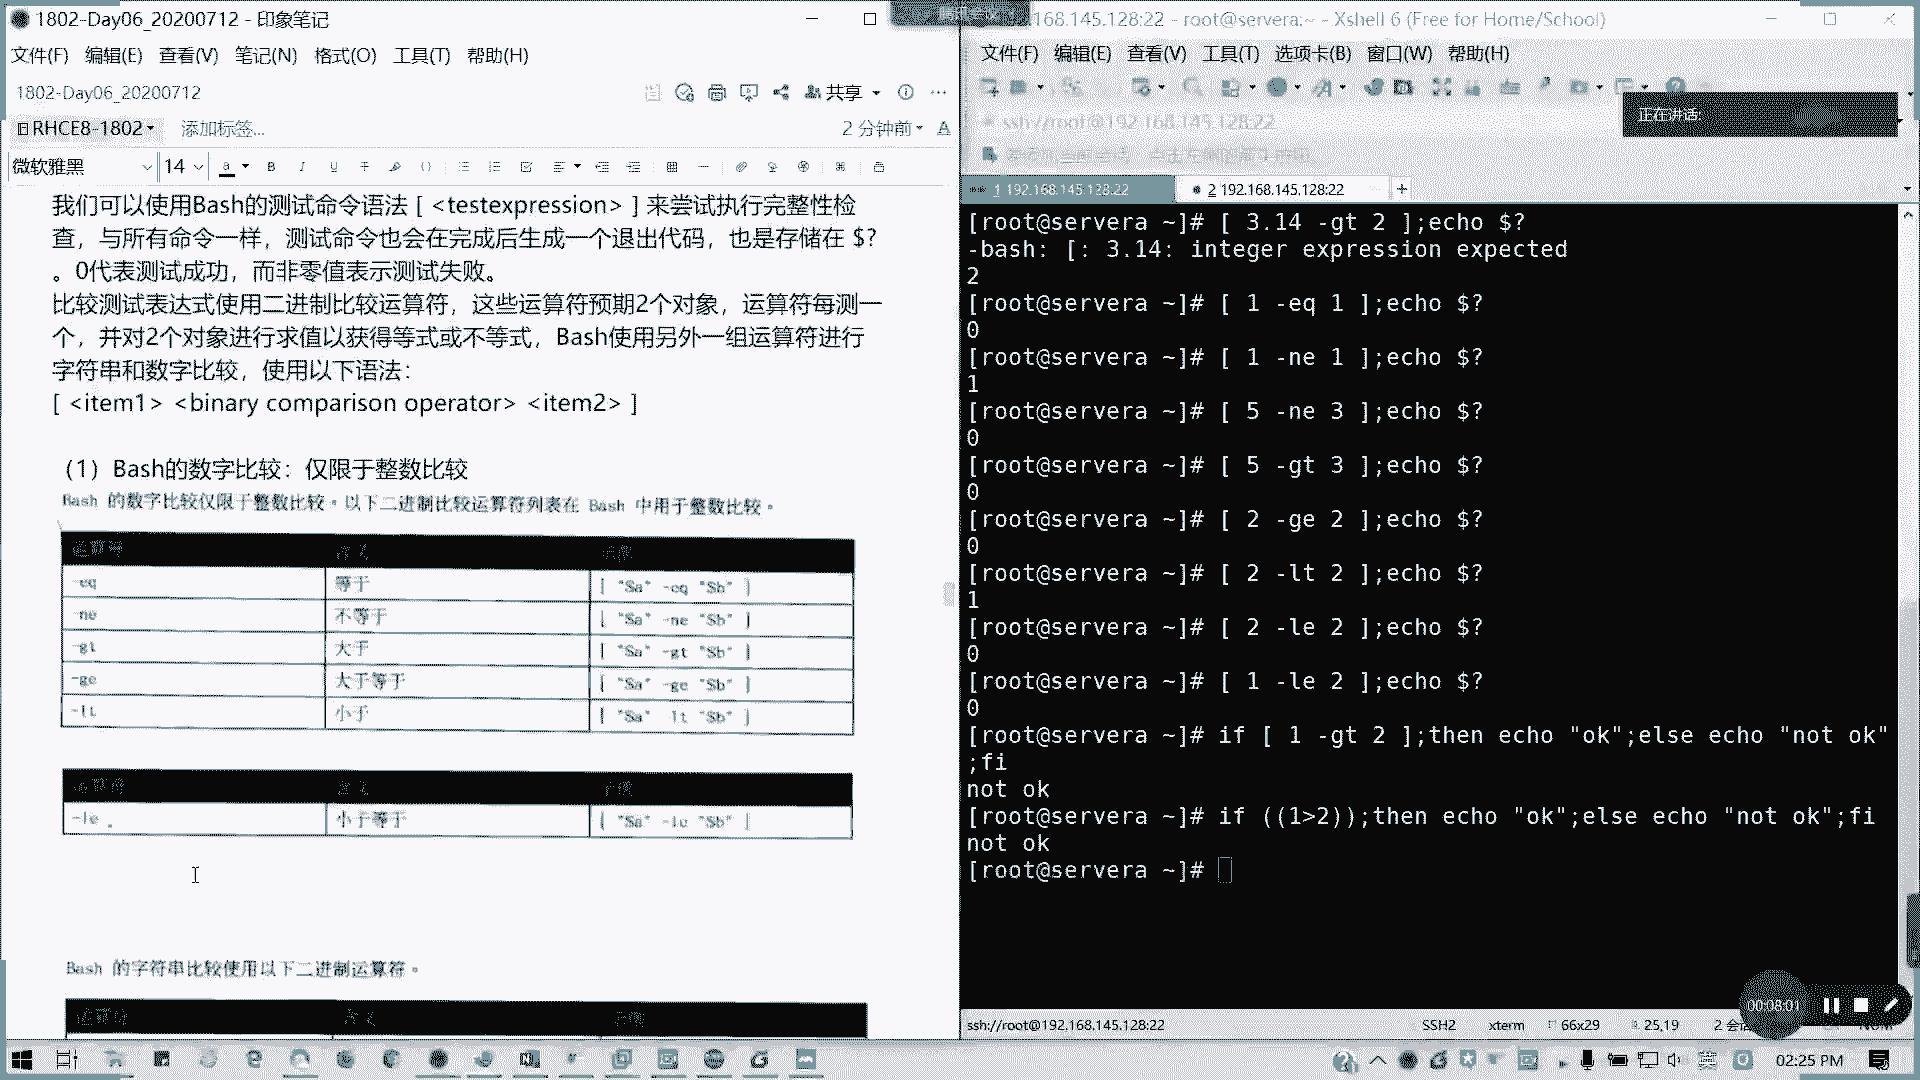 1802-Day06_20200712 - 印象笔记
文件(F) 编辑(E) 查看(V) 笔记(N) 格式(O) 工具(T) 帮助(H)
1802-Day06_20200712
共享
RHCE8-1802
添加标签...
2 分钟前
微软雅黑 14
我们可以使用Bash的测试命令语法 [ <testexpression> ] 来尝试执行完整性检
查，与所有命令一样，测试命令也会在完成后生成一个退出代码，也是存储在 $?
。0代表测试成功，而非零值表示测试失败。
比较测试表达式使用二进制比较运算符，这些运算符预期2个对象，运算符每测一
个，并对2个对象进行求值以获得等式或不等式，Bash使用另外一组运算符进行
字符串和数字比较，使用以下语法：
[ <item1> <binary comparison operator> <item2> ]
（1）Bash的数字比较：仅限于整数比较
Bash 的数字比较仅限于整数比较。以下二进制比较运算符列表在 Bash 中用于整数比较。
运算符 含义 示例
-eq 等于 [ "$a" -eq "$b" ]
-ne 不等于 [ "$a" -ne "$b" ]
-gt 大于 [ "$a" -gt "$b" ]
-ge 大于等于 [ "$a" -ge "$b" ]
-lt 小于 [ "$a" -lt "$b" ]
运算符 含义 示例
-le 小于等于 [ "$a" -le "$b" ]
Bash 的字符串比较使用以下二进制运算符。
运算符 含义 示例
腾讯会议
168.145.128:22 - root@servera:~ - Xshell 6 (Free for Home/School)
文件(F) 编辑(E) 查看(V) 工具(T) 选项卡(B) 窗口(W) 帮助(H)
ssh://root@192.168.145.128:22
正在讲话:
1 192.168.145.128:22
2 192.168.145.128:22
[root@servera ~]# [ 3.14 -gt 2 ];echo $?
-bash: [: 3.14: integer expression expected
2
[root@servera ~]# [ 1 -eq 1 ];echo $?
0
[root@servera ~]# [ 1 -ne 1 ];echo $?
1
[root@servera ~]# [ 5 -ne 3 ];echo $?
0
[root@servera ~]# [ 5 -gt 3 ];echo $?
0
[root@servera ~]# [ 2 -ge 2 ];echo $?
0
[root@servera ~]# [ 2 -lt 2 ];echo $?
1
[root@servera ~]# [ 2 -le 2 ];echo $?
0
[root@servera ~]# [ 1 -le 2 ];echo $?
0
[root@servera ~]# if [ 1 -gt 2 ];then echo "ok";else echo "not ok"
;fi
not ok
[root@servera ~]# if ((1>2));then echo "ok";else echo "not ok";fi
not ok
[root@servera ~]#
00:08:01
ssh://root@192.168.145.128:22 SSH2 xterm 66x29 25,19 2 会 NUM
英 02:25 PM